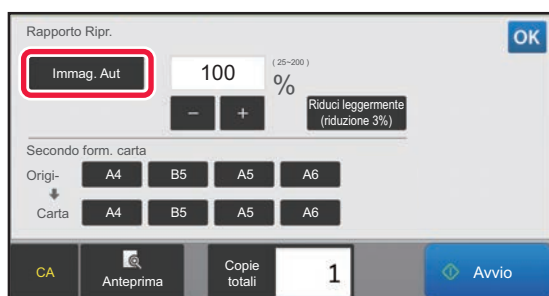 Rapporto Ripr.
OK
Immag. Aut
100
(25~200)
%
−
+
Riduci leggermente
(riduzione 3%)
Secondo form. carta
Origi-
A4 B5 A5 A6
Carta
A4 B5 A5 A6
CA
Anteprima
Copie
totali
1
Avvio